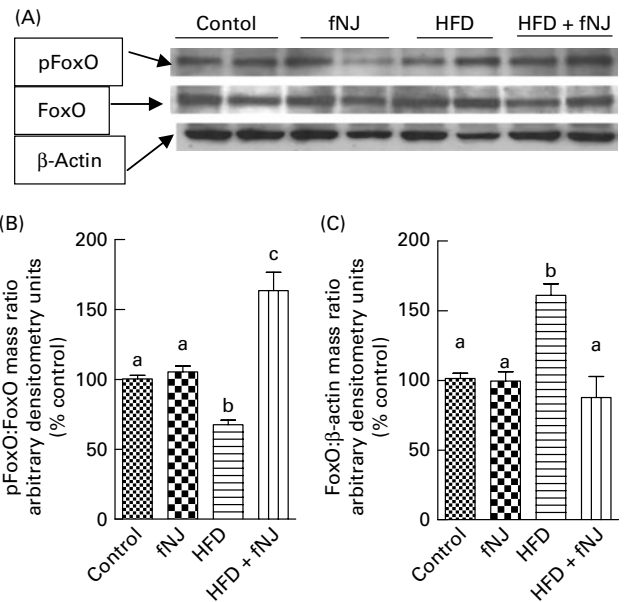 (A)
Contol fNJ HFD HFD + fNJ
pFoxO
FoxO
β-Actin
(B)
pFoxO:FoxO mass ratio
arbitrary densitometry units
(% control)
200
150
100
50
0
a
a
b
c
Control
fNJ
HFD
HFD + fNJ
(C)
FoxO:β-actin mass ratio
arbitrary densitometry units
(% control)
200
150
100
50
0
a
a
b
a
Control
fNJ
HFD
HFD + fNJ